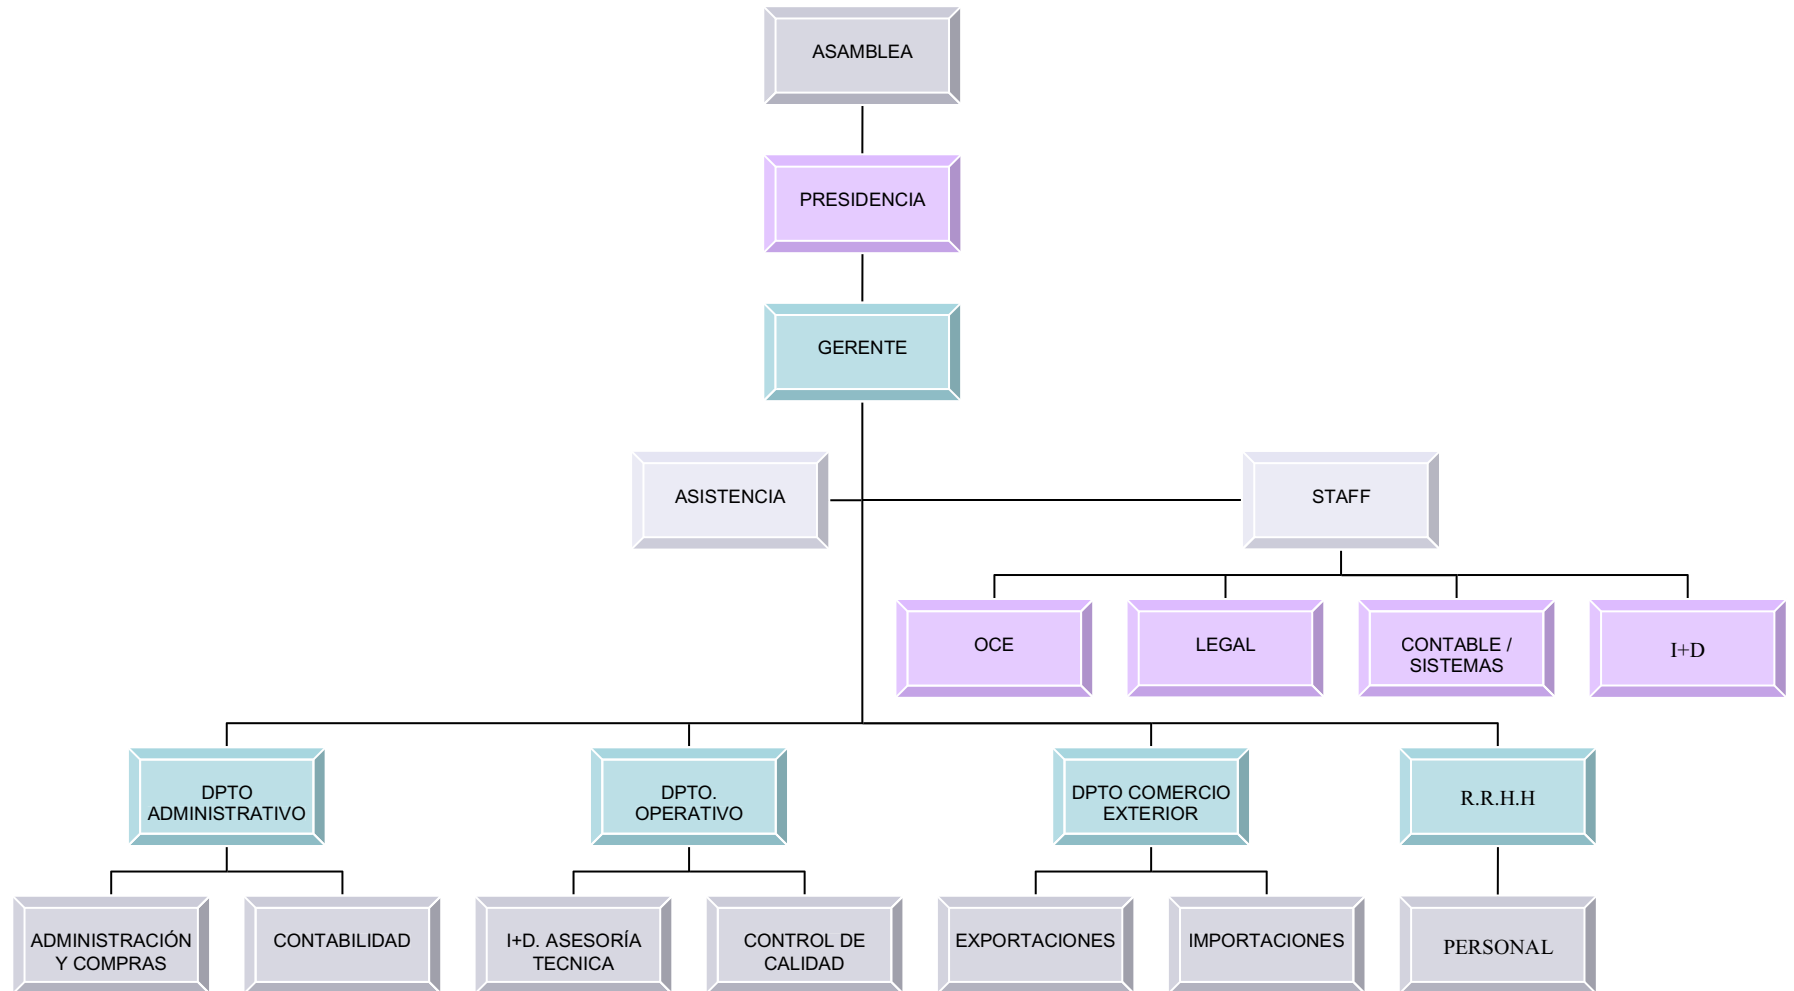 ASAMBLEA
PRESIDENCIA
GERENTE
ASISTENCIA
STAFF
OCE
LEGAL
CONTABLE /
SISTEMAS
I+D
DPTO
ADMINISTRATIVO
DPTO.
OPERATIVO
DPTO COMERCIO
EXTERIOR
R.R.H.H
ADMINISTRACIÓN
Y COMPRAS
CONTABILIDAD
I+D. ASESORÍA
TECNICA
CONTROL DE
CALIDAD
EXPORTACIONES
IMPORTACIONES
PERSONAL